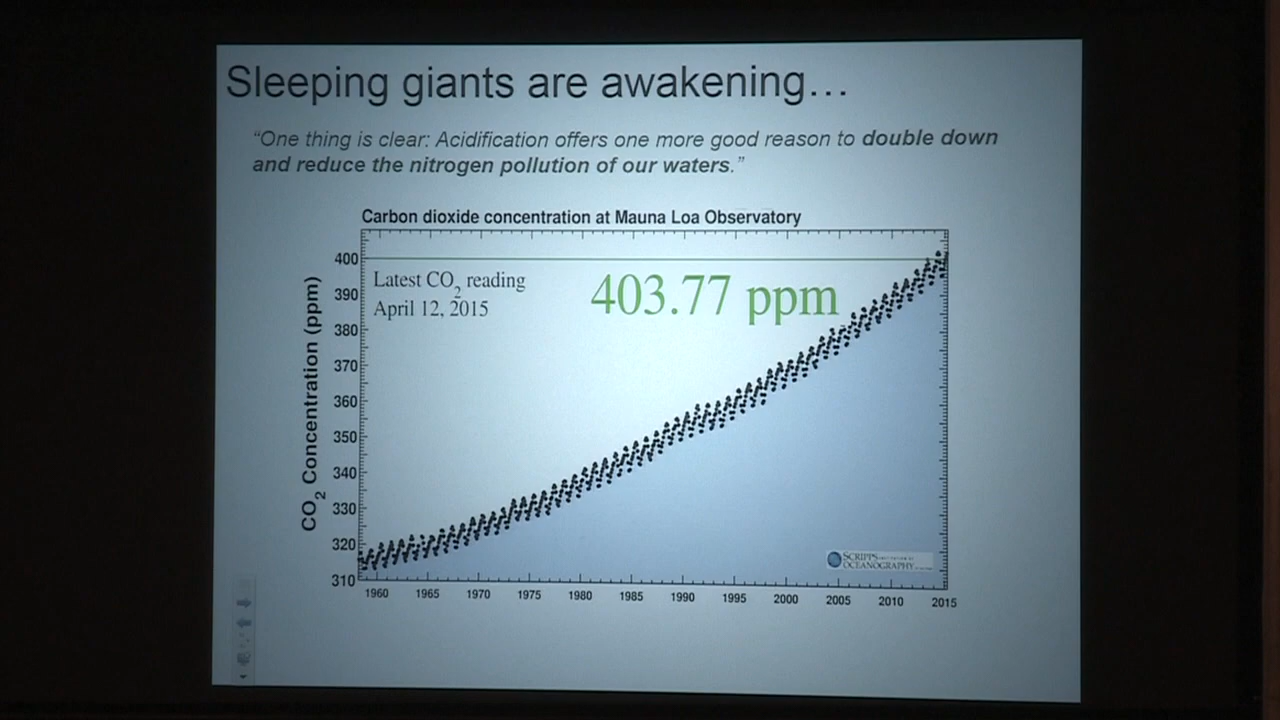 Sleeping giants are awakening…
“One thing is clear: Acidification offers one more good reason to double down
and reduce the nitrogen pollution of our waters.”
Carbon dioxide concentration at Mauna Loa Observatory
Latest CO2 reading
April 12, 2015
403.77 ppm
CO2 Concentration (ppm)
400
390
380
370
360
350
340
330
320
310
1960 1965 1970 1975 1980 1985 1990 1995 2000 2005 2010 2015
SCRIPPS
OCEANOGRAPHY